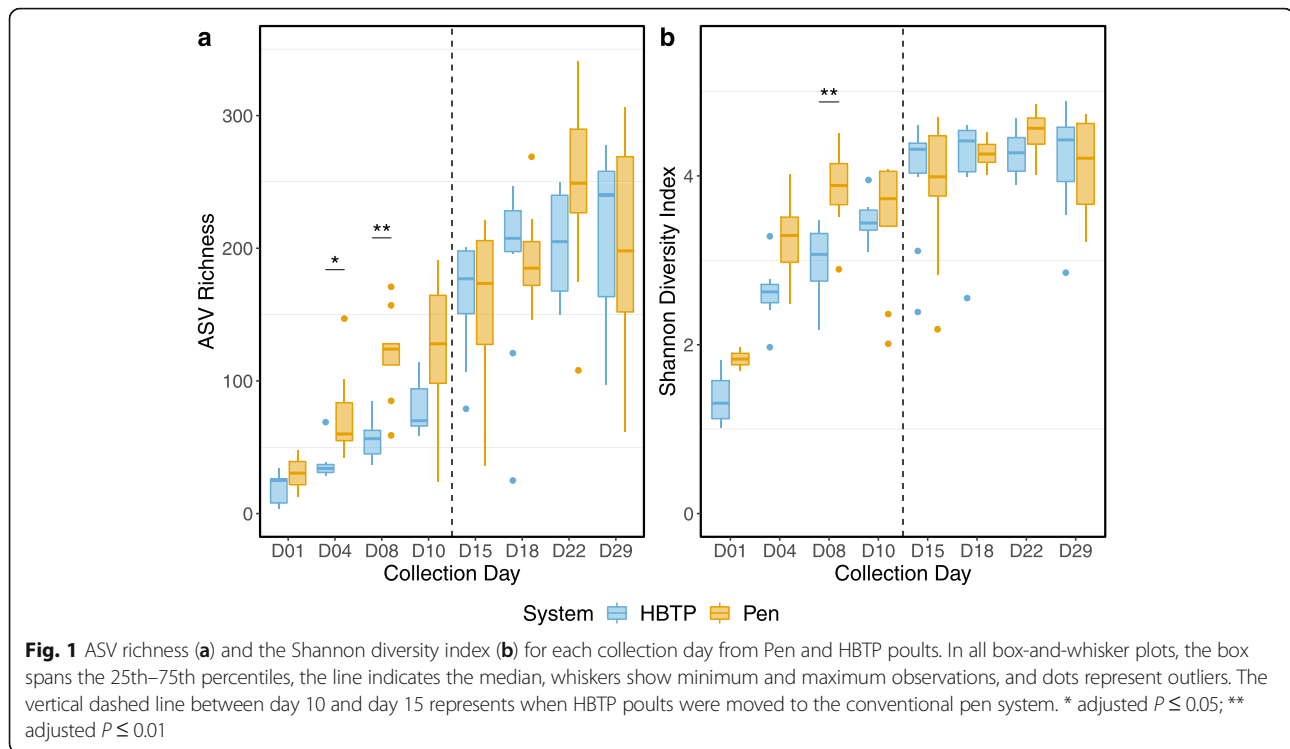 a
b
ASV Richness
300
200
100
0
*
**
D01 D04 D08 D10 D15 D18 D22 D29
Collection Day
Shannon Diversity Index
4
2
0
**
D01 D04 D08 D10 D15 D18 D22 D29
Collection Day
System HBTP Pen
Fig. 1 ASV richness (a) and the Shannon diversity index (b) for each collection day from Pen and HBTP poults. In all box-and-whisker plots, the box
spans the 25th–75th percentiles, the line indicates the median, whiskers show minimum and maximum observations, and dots represent outliers. The
vertical dashed line between day 10 and day 15 represents when HBTP poults were moved to the conventional pen system. * adjusted P ≤ 0.05; **
adjusted P ≤ 0.01